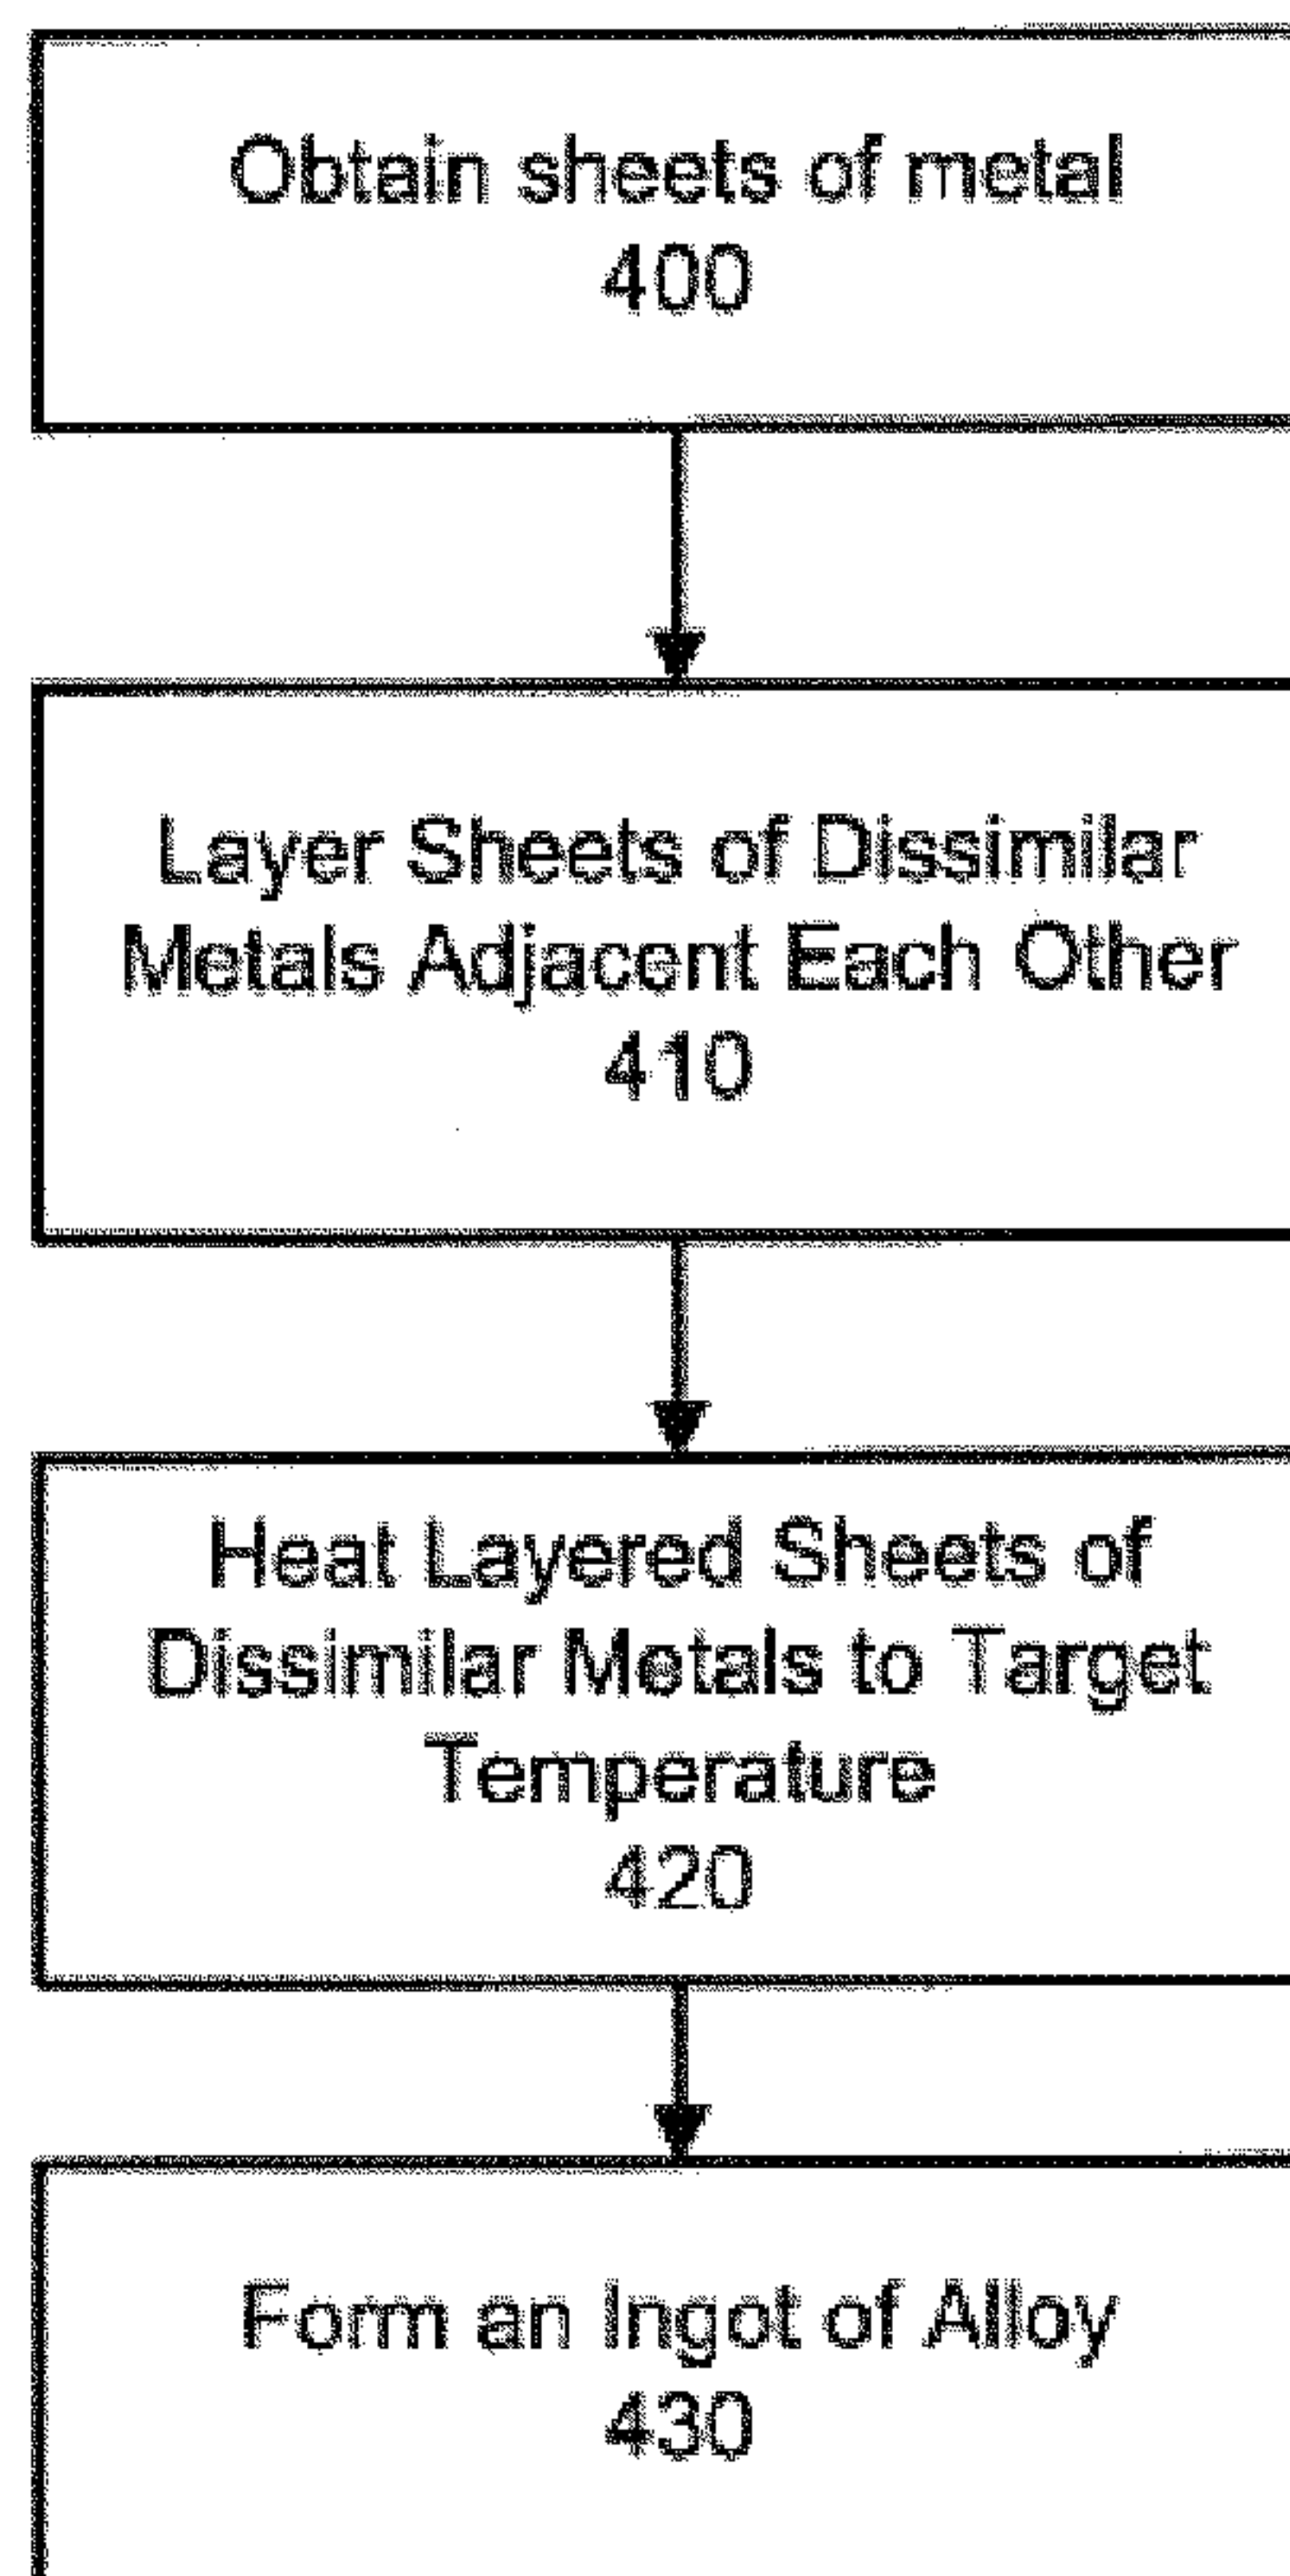 Obtain sheets of metal
400
Layer Sheets of Dissimilar
Metals Adjacent Each Other
410
Heat Layered Sheets of
Dissimilar Metals to Target
Temperature
420
Form an Ingot of Alloy
430